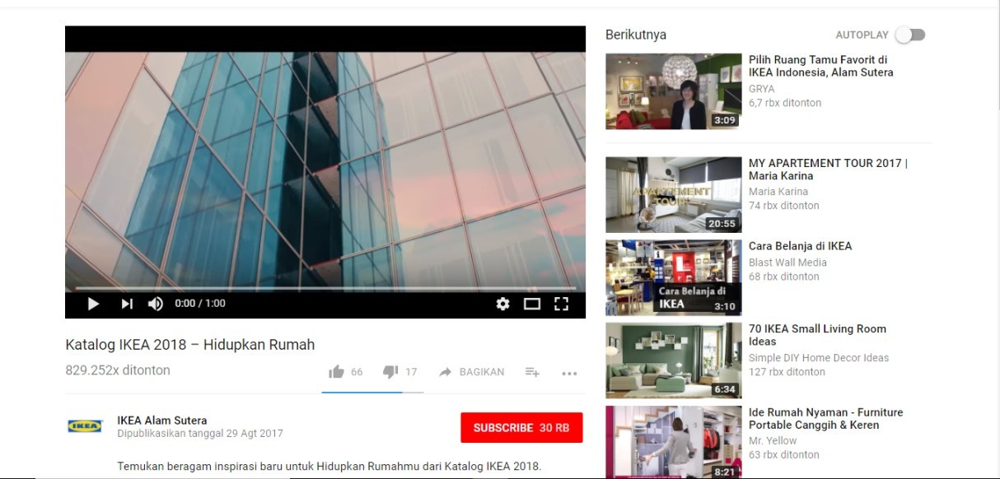 0:00 / 1:00
Katalog IKEA 2018 – Hidupkan Rumah
829.252x ditonton
66
17
BAGIKAN
IKEA
IKEA Alam Sutera
Dipublikasikan tanggal 29 Agt 2017
SUBSCRIBE 30 RB
Temukan beragam inspirasi baru untuk Hidupkan Rumahmu dari Katalog IKEA 2018.
Berikutnya
AUTOPLAY
3:09
Pilih Ruang Tamu Favorit di
IKEA Indonesia, Alam Sutera
GRYA
6,7 rbx ditonton
APARTEMENT
TOUR
20:55
MY APARTEMENT TOUR 2017 |
Maria Karina
Maria Karina
74 rbx ditonton
Cara Belanja di
IKEA
3:10
Cara Belanja di IKEA
Blast Wall Media
68 rbx ditonton
6:34
70 IKEA Small Living Room
Ideas
Simple DIY Home Decor Ideas
127 rbx ditonton
8:21
Ide Rumah Nyaman - Furniture
Portable Canggih & Keren
Mr. Yellow
63 rbx ditonton